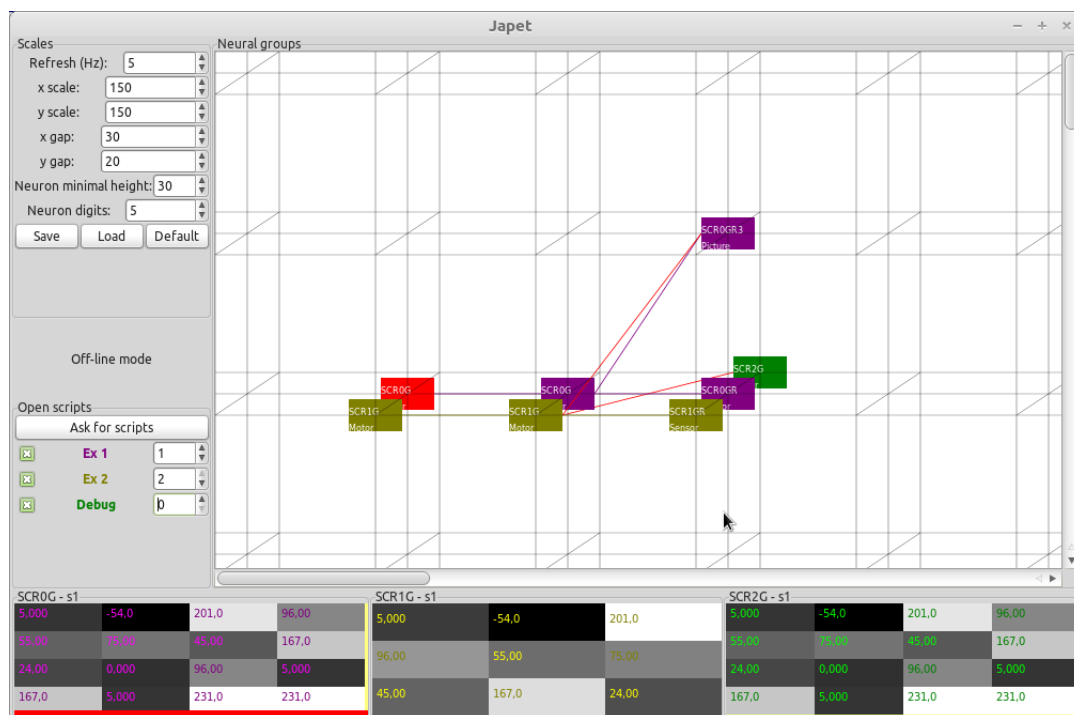 Japet
Scales
Neural groups
Refresh (Hz): 5
x scale: 150
y scale: 150
x gap: 30
y gap: 20
Neuron minimal height: 30
Neuron digits: 5
Save Load Default
SCR0GR3
Picture
Off-line mode
SCR2G
SCR0G SCR0G SCR0GR
SCR1G SCR1G SCR1GR
Motor Motor Sensor
Open scripts
Ask for scripts
Ex 1 1
Ex 2 2
Debug 0
SCR0G - s1 SCR1G - s1 SCR2G - s1
5,000 -54,0 201,0 96,00 5,000 -54,0 201,0 5,000 -54,0 201,0 96,00
55,00 75,00 45,00 167,0 96,00 55,00 75,00 55,00 75,00 45,00 167,0
24,00 0,000 96,00 5,000 45,00 167,0 24,00 24,00 0,000 96,00 5,000
167,0 5,000 231,0 231,0 167,0 5,000 231,0 231,0